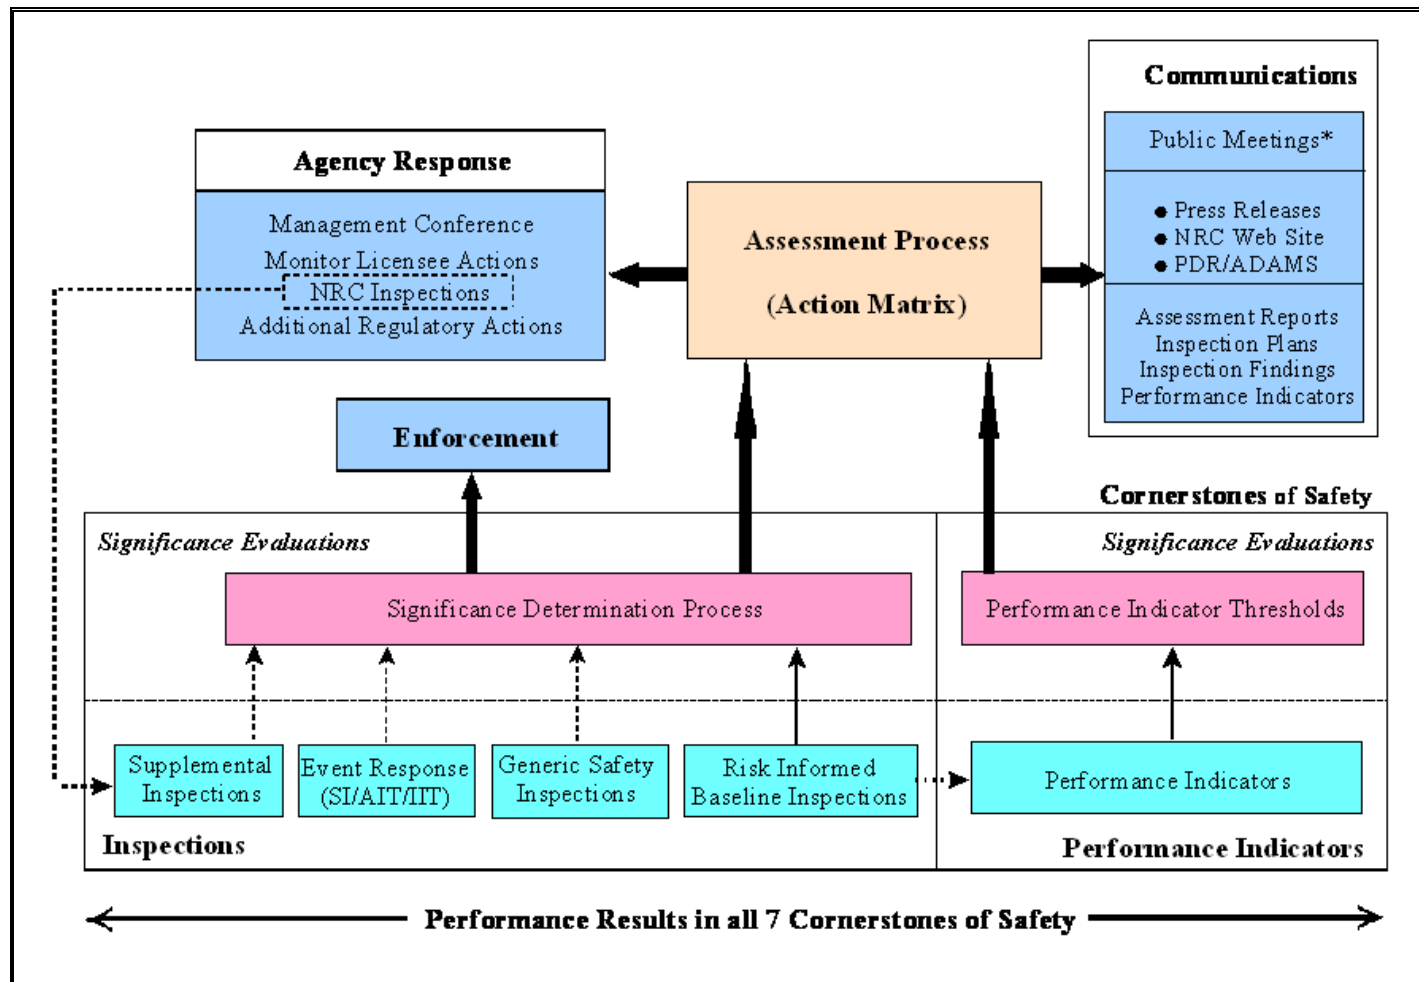 Communications
Public Meetings*
● Press Releases
● NRC Web Site
● PDR/ADAMS
Assessment Reports
Inspection Plans
Inspection Findings
Performance Indicators
Agency Response
Management Conference
Monitor Licensee Actions
NRC Inspections
Additional Regulatory Actions
Assessment Process
(Action Matrix)
Enforcement
Cornerstones of Safety
Significance Evaluations
Significance Evaluations
Significance Determination Process
Performance Indicator Thresholds
Supplemental
Inspections
Event Response
(SI/AIT/IIT)
Generic Safety
Inspections
Risk Informed
Baseline Inspections
Performance Indicators
Inspections
Performance Indicators
Performance Results in all 7 Cornerstones of Safety